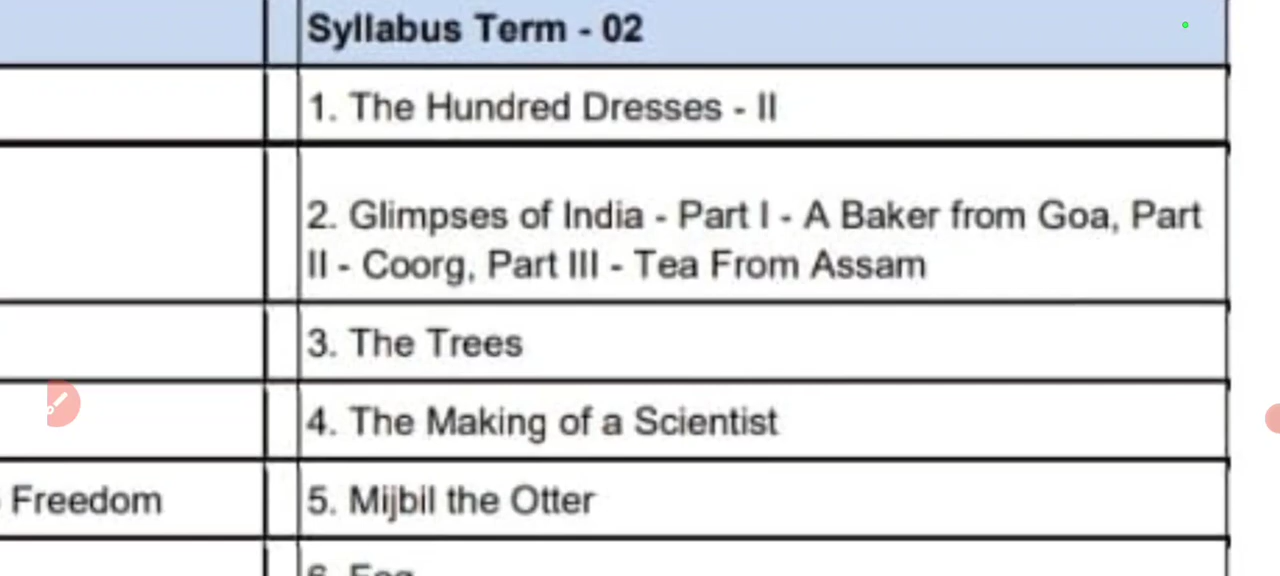 Syllabus Term - 02
1. The Hundred Dresses - II
2. Glimpses of India - Part I - A Baker from Goa, Part
II - Coorg, Part III - Tea From Assam
3. The Trees
4. The Making of a Scientist
Freedom
5. Mijbil the Otter